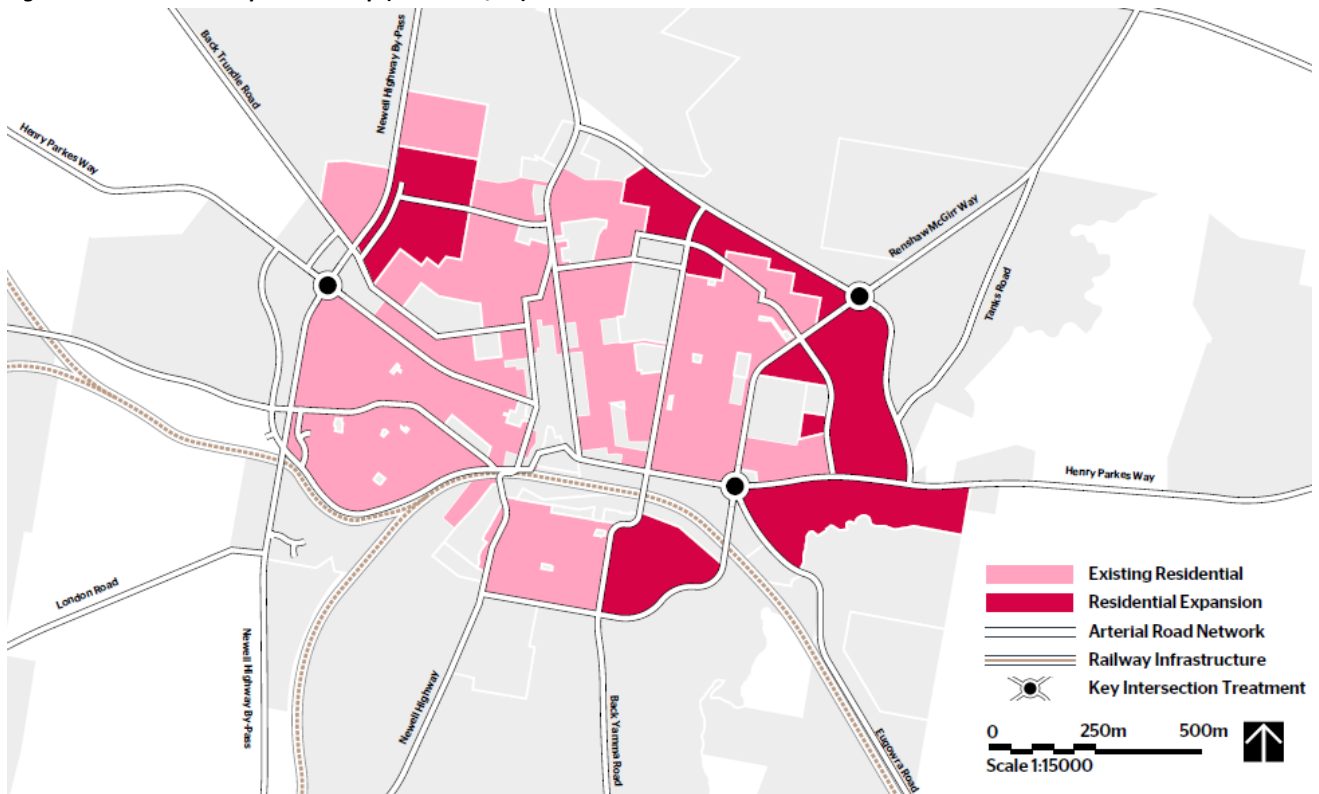 Back Trundle Road
Newell Highway By-Pass
Henry Parkes Way
Renshaw McGirr Way
Tanks Road
Henry Parkes Way
London Road
Newell Highway By-Pass
Newell Highway
Back Yamma Road
Eugowra Road
Existing Residential
Residential Expansion
Arterial Road Network
Railway Infrastructure
Key Intersection Treatment
0 250m 500m
Scale 1:15000